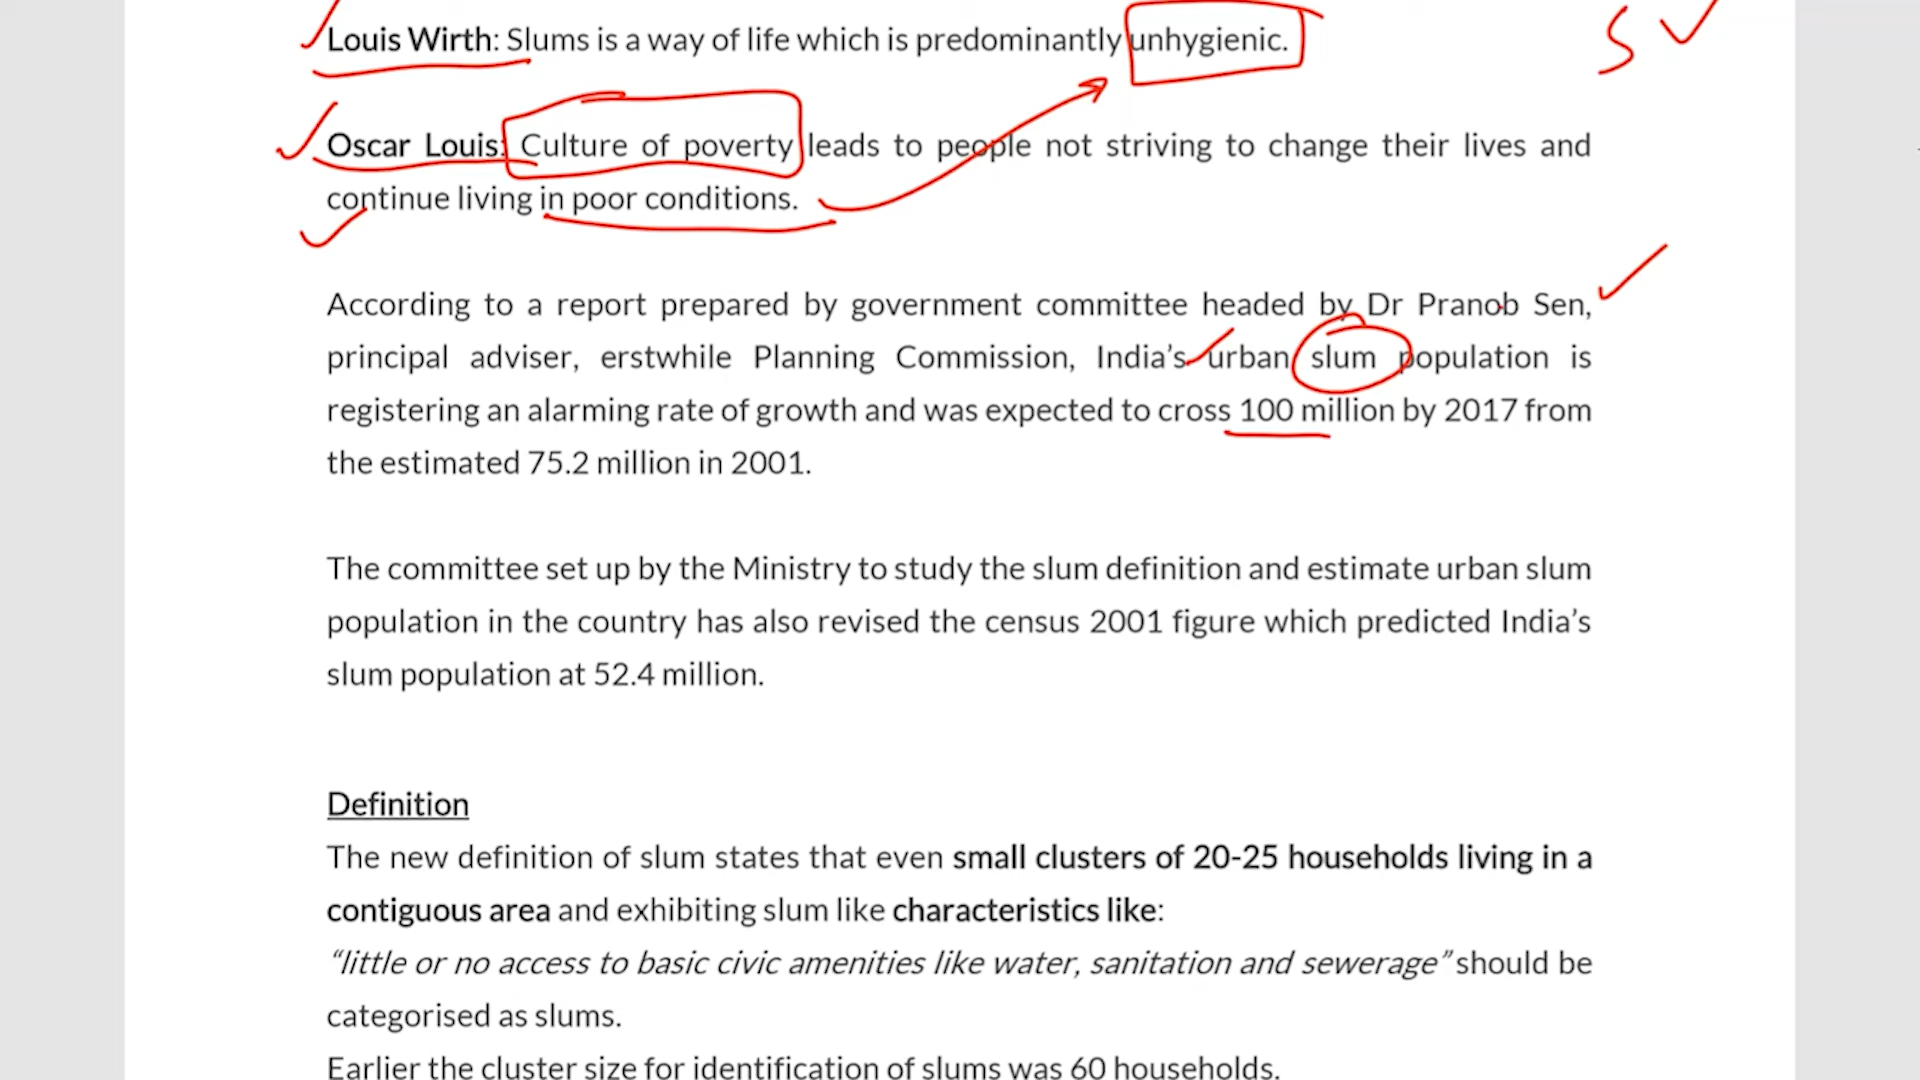 Louis Wirth: Slums is a way of life which is predominantly unhygienic.
S
Oscar Louis: Culture of poverty leads to people not striving to change their lives and
continue living in poor conditions.
According to a report prepared by government committee headed by Dr Pranob Sen,
principal adviser, erstwhile Planning Commission, India’s urban slum population is
registering an alarming rate of growth and was expected to cross 100 million by 2017 from
the estimated 75.2 million in 2001.
The committee set up by the Ministry to study the slum definition and estimate urban slum
population in the country has also revised the census 2001 figure which predicted India’s
slum population at 52.4 million.
Definition
The new definition of slum states that even small clusters of 20-25 households living in a
contiguous area and exhibiting slum like characteristics like:
“little or no access to basic civic amenities like water, sanitation and sewerage” should be
categorised as slums.
Earlier the cluster size for identification of slums was 60 households.